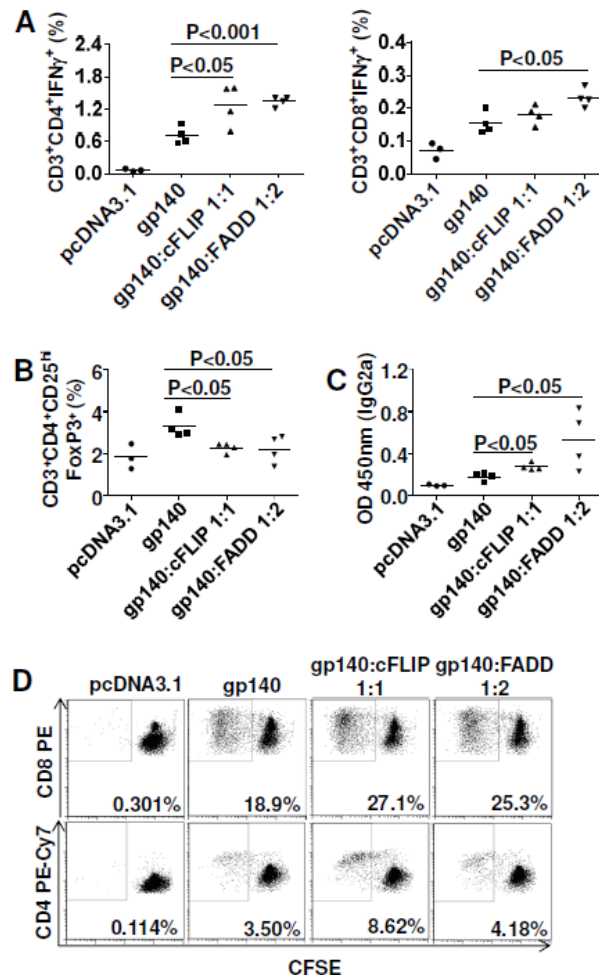 A
P<0.001
P<0.05
CD3⁺CD4⁺IFNγ⁺ (%)
2.4
1.8
1.2
0.6
0.0
pcDNA3.1
gp140
gp140:cFLIP 1:1
gp140:FADD 1:2
P<0.05
CD3⁺CD8⁺IFNγ⁺ (%)
0.4
0.3
0.2
0.1
0.0
pcDNA3.1
gp140
gp140:cFLIP 1:1
gp140:FADD 1:2
B
P<0.05
P<0.05
CD3⁺CD4⁺CD25ʰⁱ
FoxP3⁺ (%)
6
4
2
0
pcDNA3.1
gp140
gp140:cFLIP 1:1
gp140:FADD 1:2
C
P<0.05
P<0.05
OD 450nm (IgG2a)
1.2
0.8
0.4
0.0
pcDNA3.1
gp140
gp140:cFLIP 1:1
gp140:FADD 1:2
D
pcDNA3.1
gp140
gp140:cFLIP
1:1
gp140:FADD
1:2
CD8 PE
0.301%
18.9%
27.1%
25.3%
CD4 PE-Cy7
0.114%
3.50%
8.62%
4.18%
CFSE